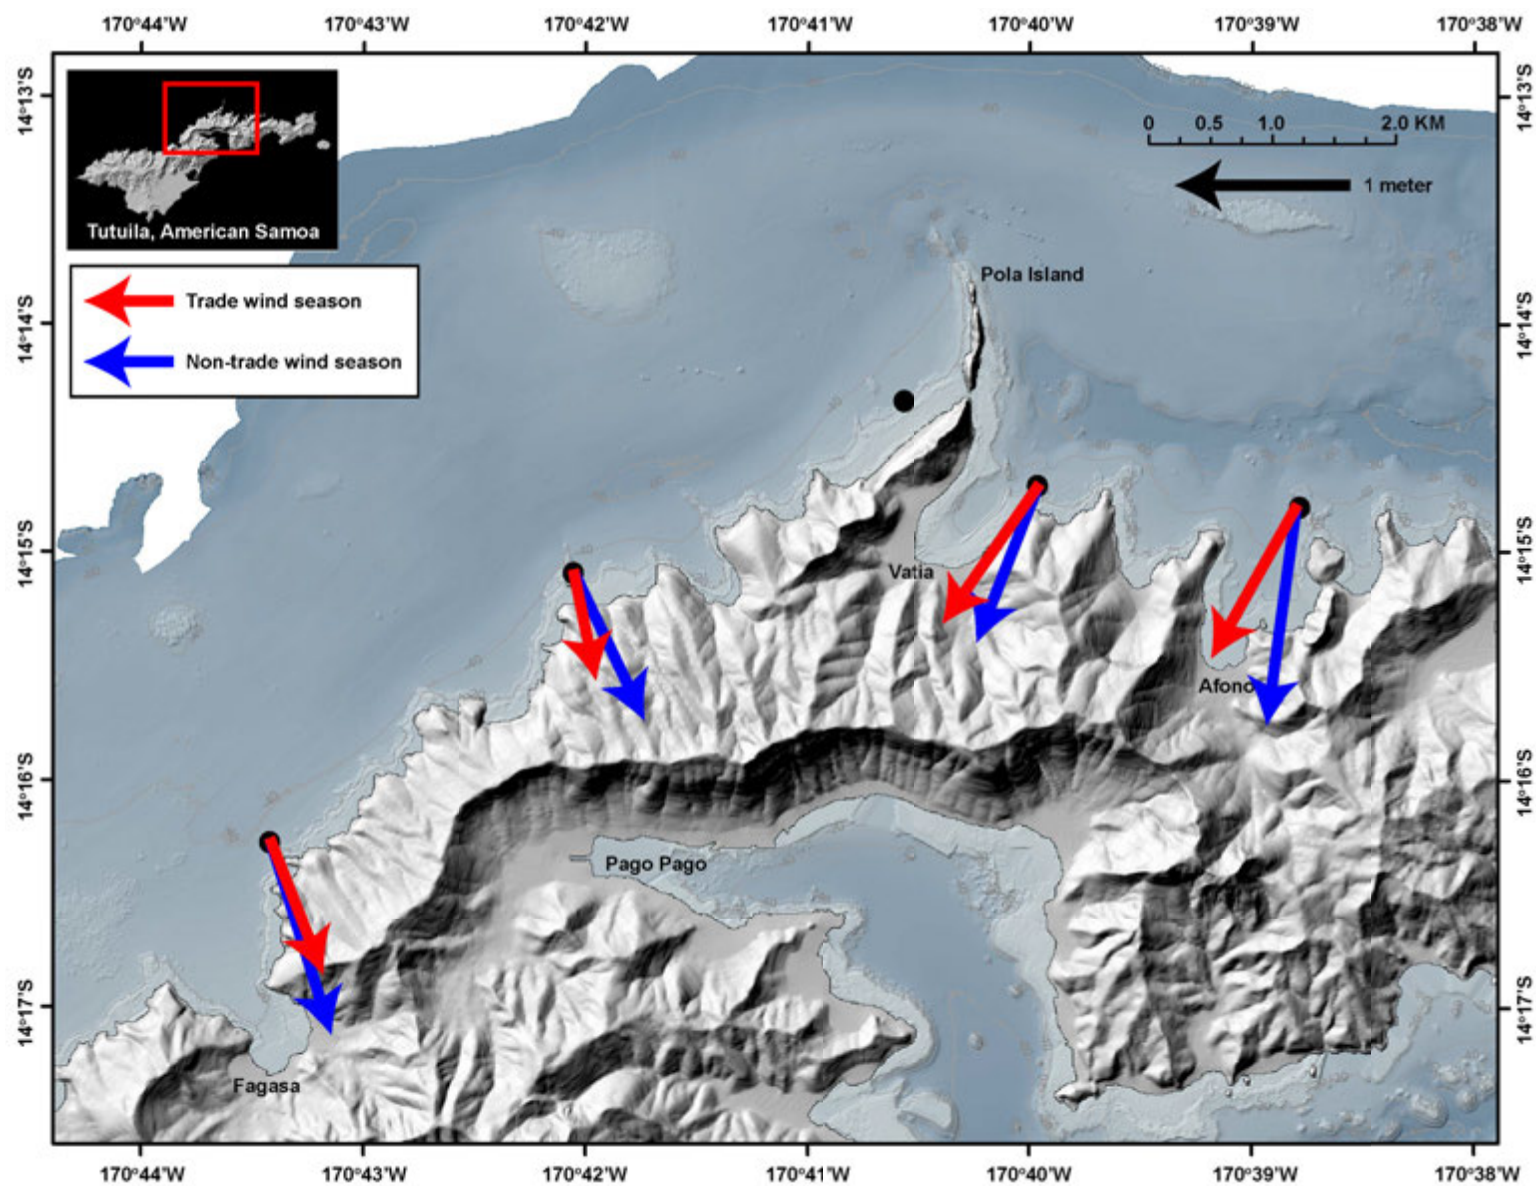 170°44'W 170°43'W 170°42'W 170°41'W 170°40'W 170°39'W 170°38'W
14°13'S 14°13'S
0 0.5 1.0 2.0 KM
1 meter
Tutuila, American Samoa
Pola Island
Trade wind season
14°14'S 14°14'S
Non-trade wind season
14°15'S 14°15'S
Vatia
Afono
14°16'S 14°16'S
Pago Pago
14°17'S 14°17'S
Fagasa
170°44'W 170°43'W 170°42'W 170°41'W 170°40'W 170°39'W 170°38'W